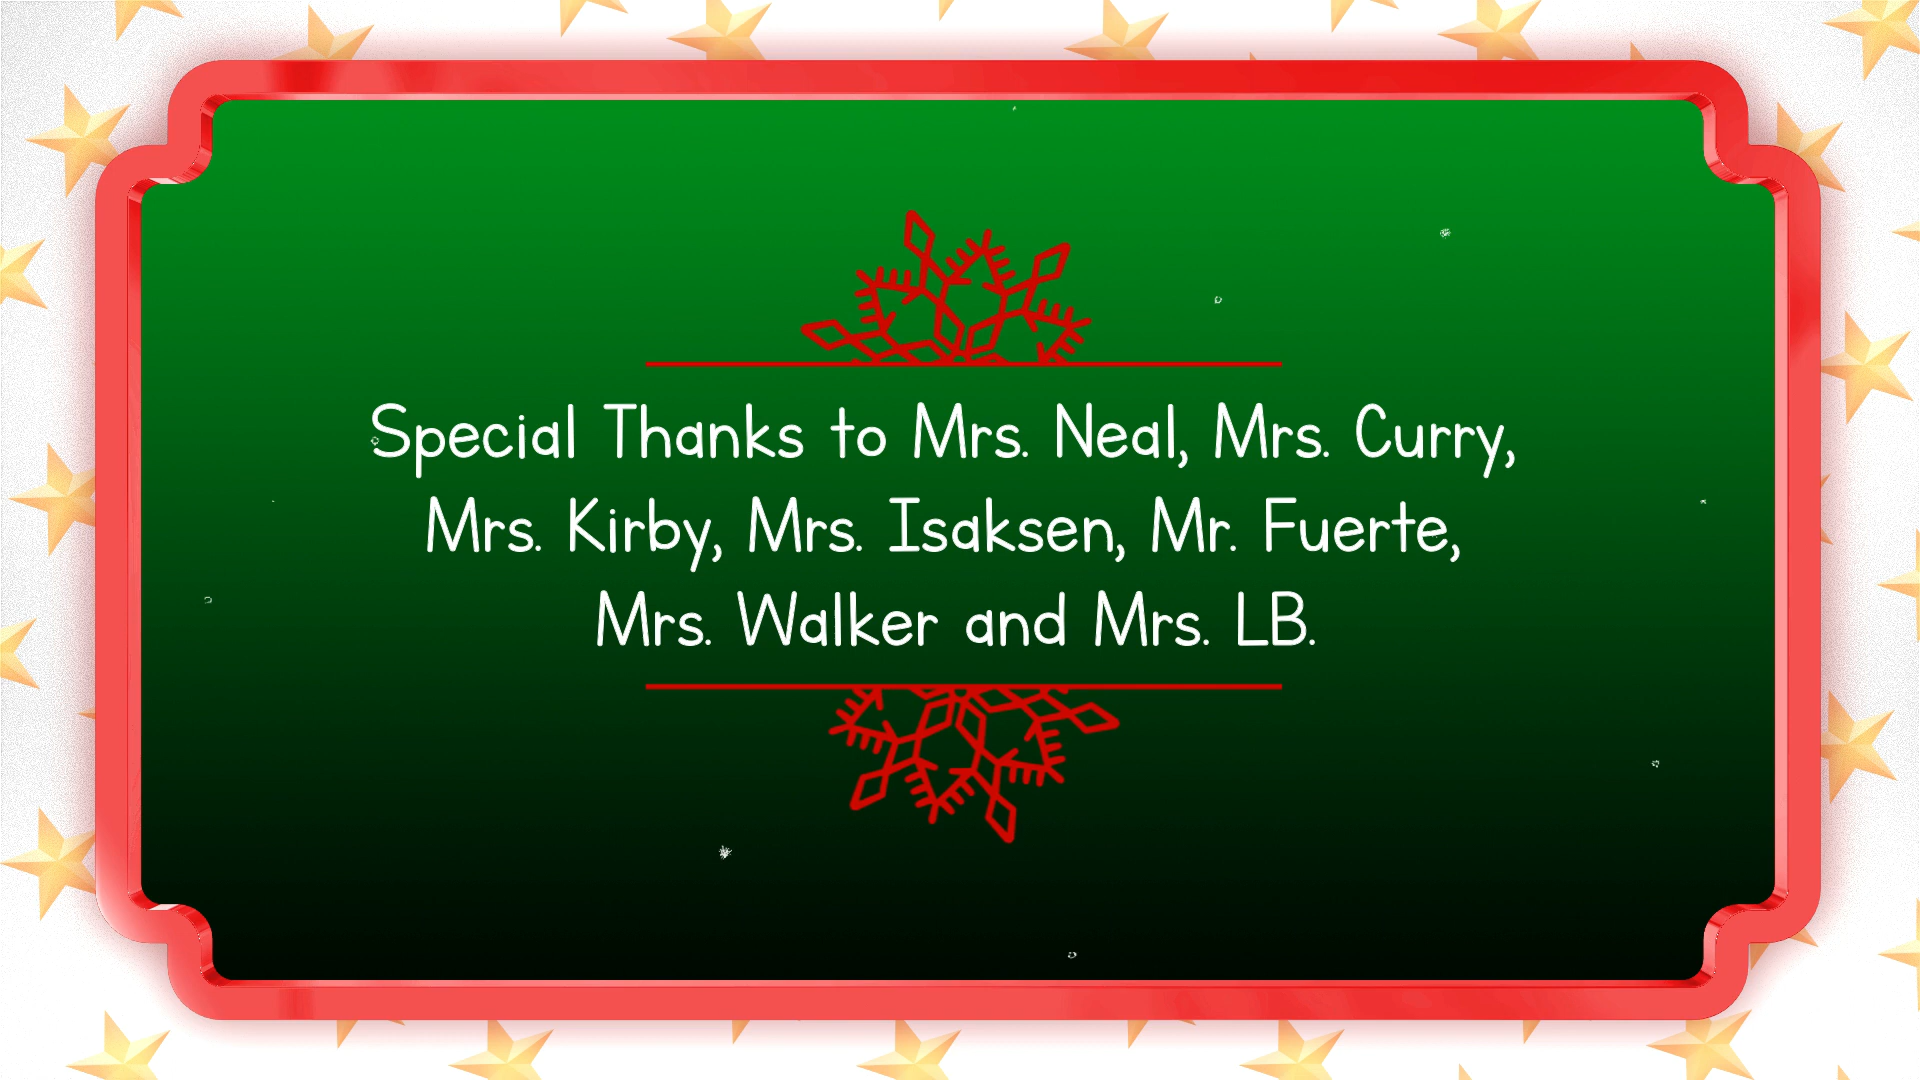 Special Thanks to Mrs. Neal, Mrs. Curry,
Mrs. Kirby, Mrs. Isaksen, Mr. Fuerte,
Mrs. Walker and Mrs. LB.